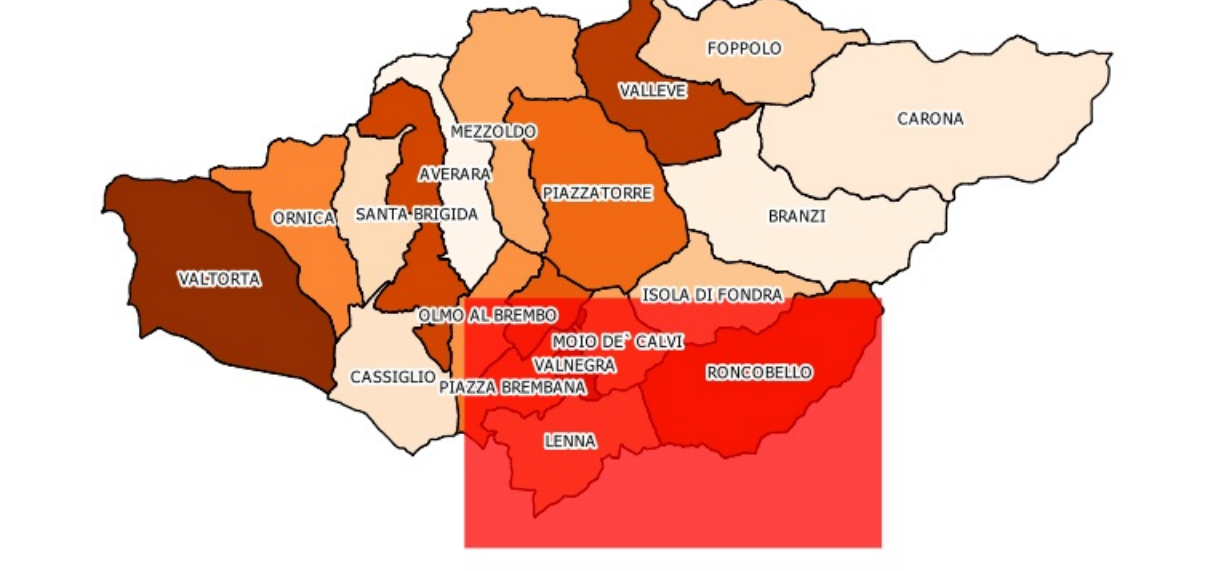 FOPPOLO
VALLEVE
CARONA
MEZZOLDO
AVERARA
PIAZZATORRE
ORNICA
SANTA BRIGIDA
BRANZI
VALTORTA
ISOLA DI FONDRA
OLMO AL BREMBO
MOIO DE` CALVI
VALNEGRA
RONCOBELLO
CASSIGLIO
PIAZZA BREMBANA
LENNA